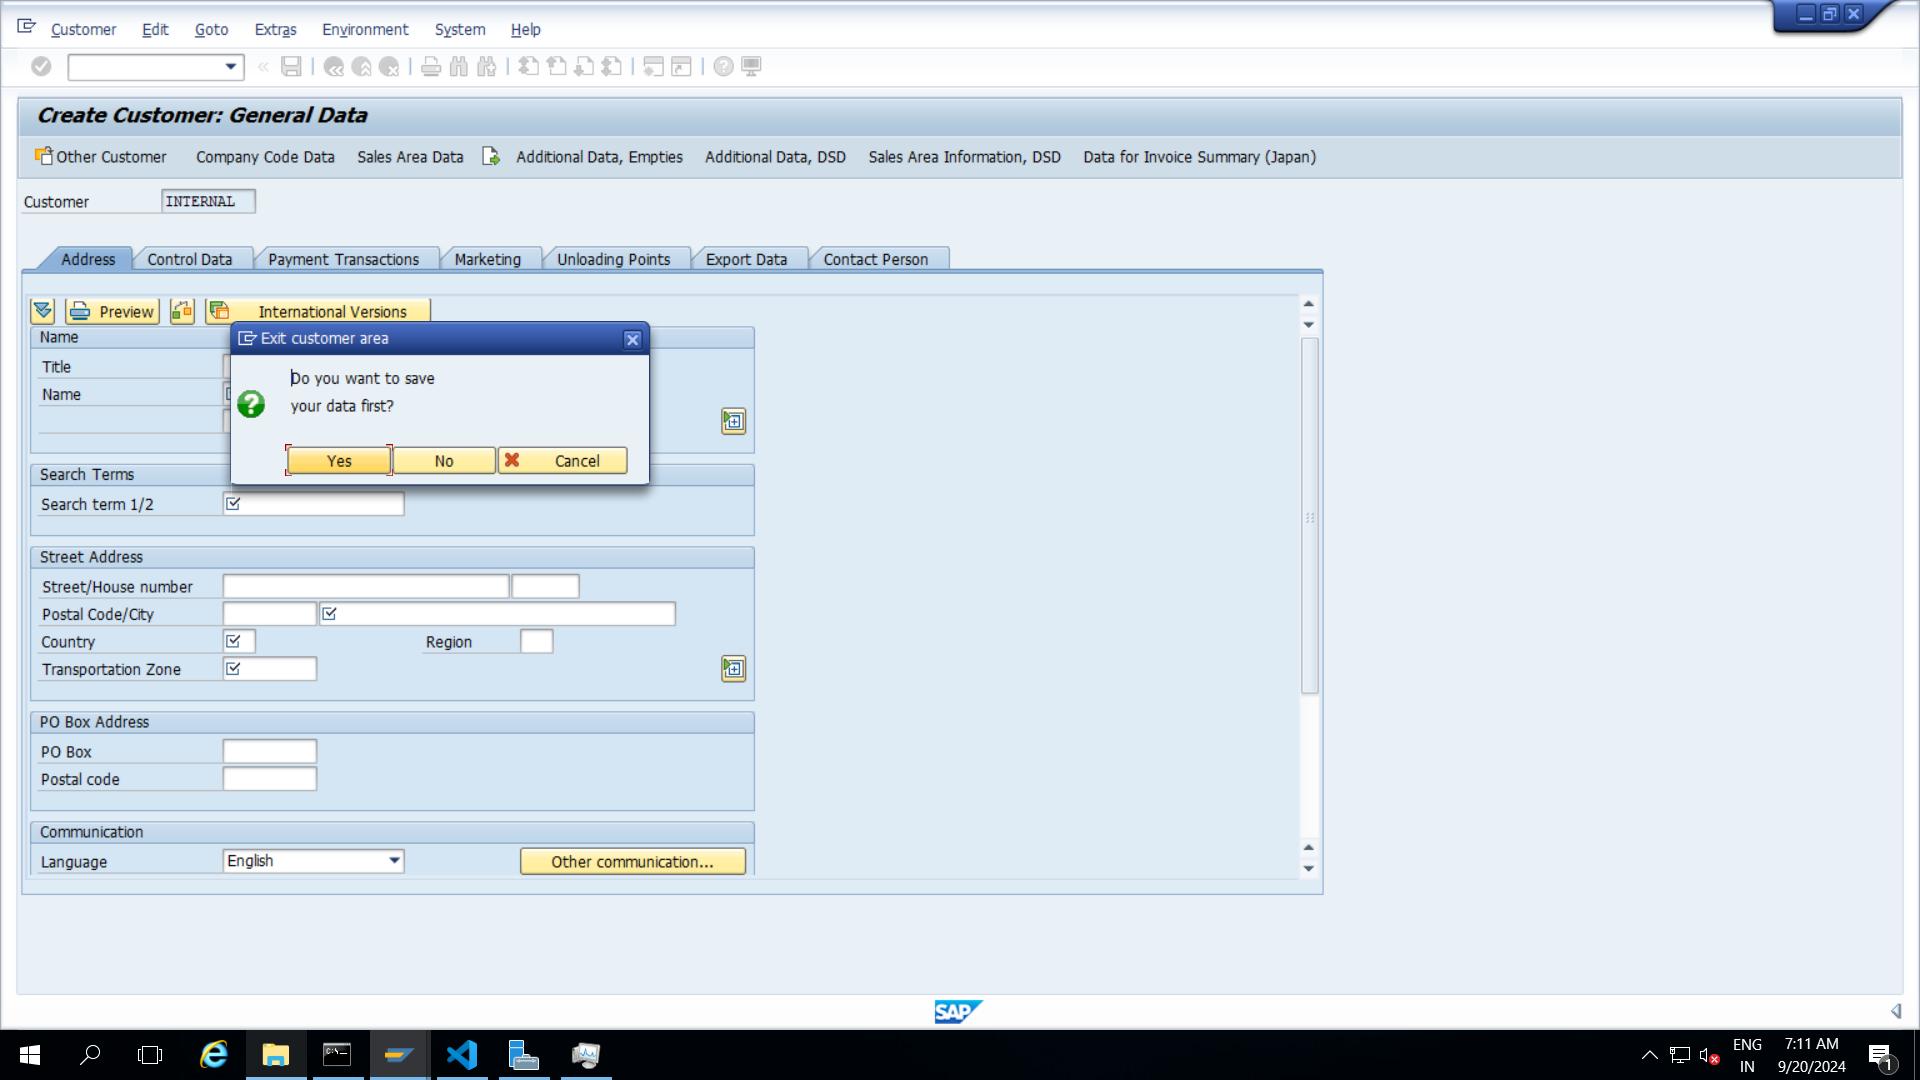 Customer Edit Goto Extras Environment System Help
Create Customer: General Data
Other Customer Company Code Data Sales Area Data Additional Data, Empties Additional Data, DSD Sales Area Information, DSD Data for Invoice Summary (Japan)
Customer INTERNAL
Address Control Data Payment Transactions Marketing Unloading Points Export Data Contact Person
Preview International Versions
Name
Title
Name
Exit customer area
Do you want to save
your data first?
Yes No Cancel
Search Terms
Search term 1/2
Street Address
Street/House number
Postal Code/City
Country Region
Transportation Zone
PO Box Address
PO Box
Postal code
Communication
Language English Other communication...
SAP
ENG 7:11 AM
IN 9/20/2024 1